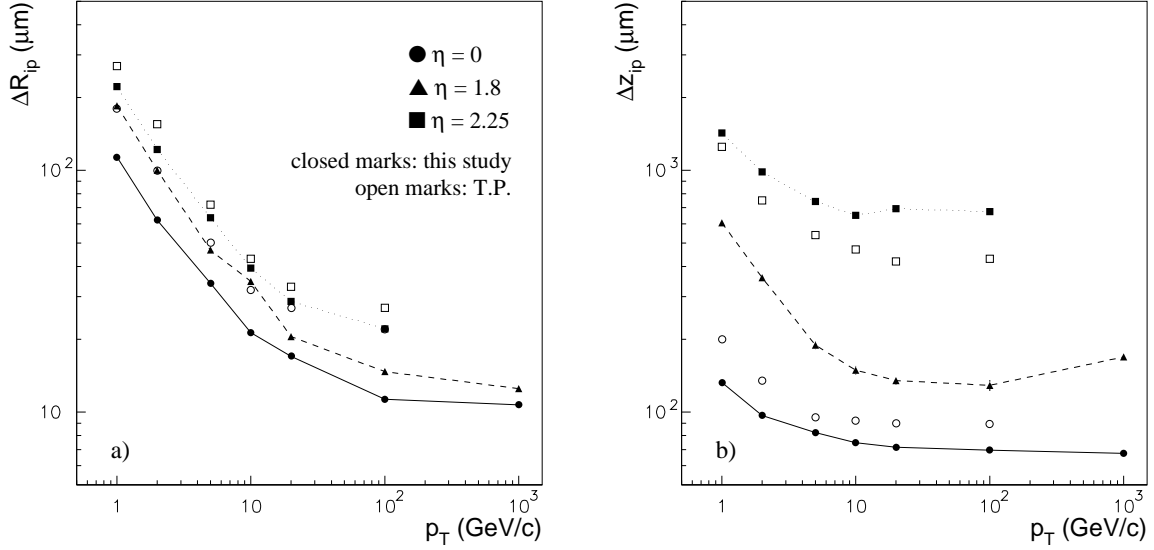 ΔR_ip (μm)
10^2
10
● η = 0
▲ η = 1.8
■ η = 2.25
closed marks: this study
open marks: T.P.
a)
1 10 10^2 10^3
p_T (GeV/c)
Δz_ip (μm)
10^3
10^2
b)
1 10 10^2 10^3
p_T (GeV/c)